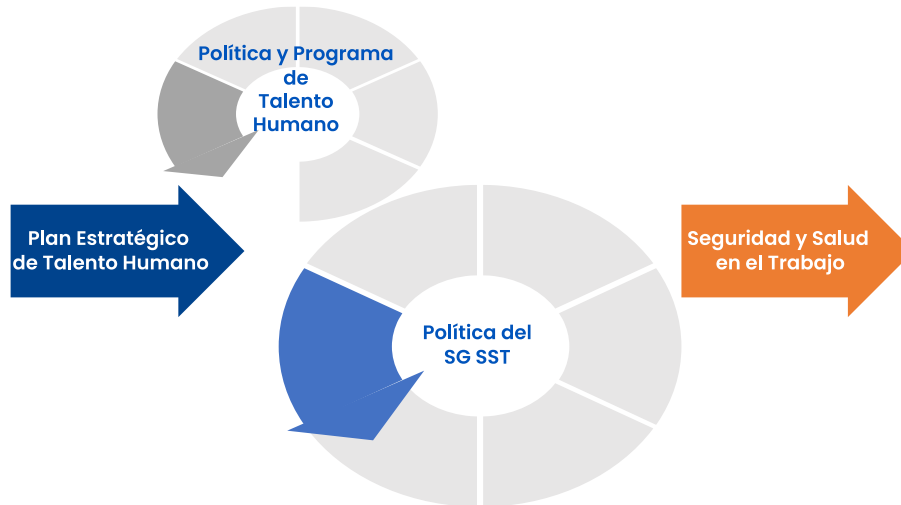 Política y Programa
de
Talento
Humano
Plan Estratégico
de Talento Humano
Seguridad y Salud
en el Trabajo
Política del
SG SST